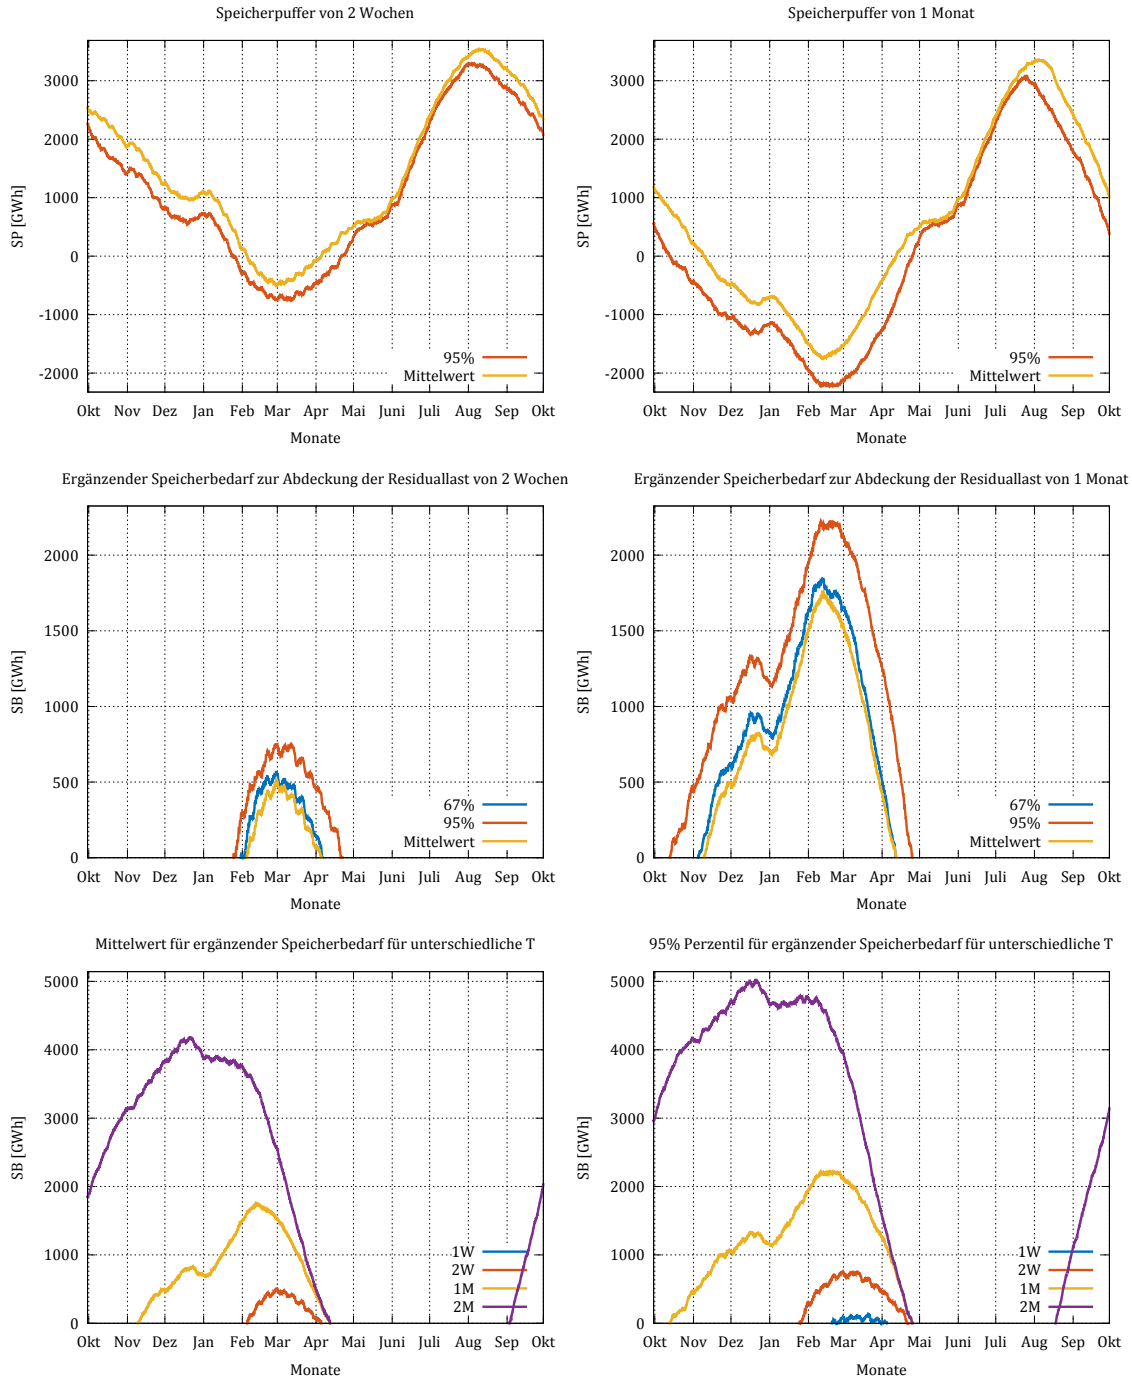 Speicherpuffer von 2 Wochen
3000
2000
1000
0
-1000
-2000
SP [GWh]
95%
Mittelwert
Okt Nov Dez Jan Feb Mar Apr Mai Juni Juli Aug Sep Okt
Monate
Speicherpuffer von 1 Monat
3000
2000
1000
0
-1000
-2000
SP [GWh]
95%
Mittelwert
Okt Nov Dez Jan Feb Mar Apr Mai Juni Juli Aug Sep Okt
Monate
Ergänzender Speicherbedarf zur Abdeckung der Residuallast von 2 Wochen
2000
1500
1000
500
0
SB [GWh]
67%
95%
Mittelwert
Okt Nov Dez Jan Feb Mar Apr Mai Juni Juli Aug Sep Okt
Monate
Ergänzender Speicherbedarf zur Abdeckung der Residuallast von 1 Monat
2000
1500
1000
500
0
SB [GWh]
67%
95%
Mittelwert
Okt Nov Dez Jan Feb Mar Apr Mai Juni Juli Aug Sep Okt
Monate
Mittelwert für ergänzender Speicherbedarf für unterschiedliche T
5000
4000
3000
2000
1000
0
SB [GWh]
1W
2W
1M
2M
Okt Nov Dez Jan Feb Mar Apr Mai Juni Juli Aug Sep Okt
Monate
95% Perzentil für ergänzender Speicherbedarf für unterschiedliche T
5000
4000
3000
2000
1000
0
SB [GWh]
1W
2W
1M
2M
Okt Nov Dez Jan Feb Mar Apr Mai Juni Juli Aug Sep Okt
Monate